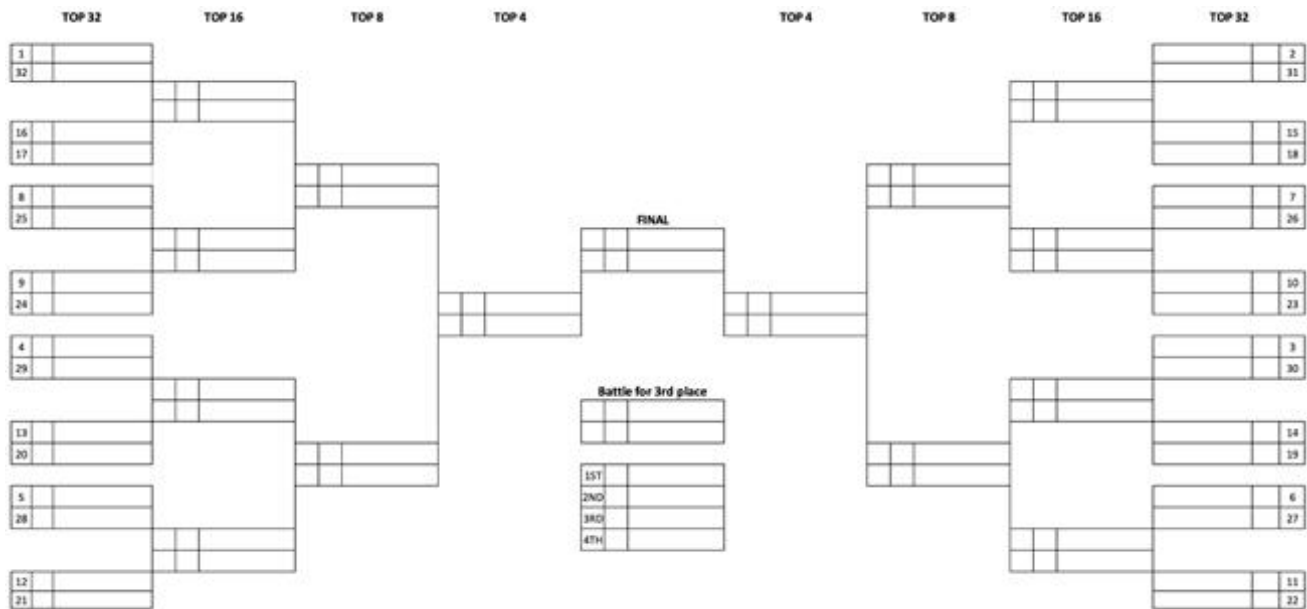 TOP 32 TOP 16 TOP 8 TOP 4 TOP 4 TOP 8 TOP 16 TOP 32
1 2
32 31
16 15
17 18
8 7
25 26
FINAL
9 10
24 23
4 3
29 30
Battle for 3rd place
13 14
20 19
1ST
5 2ND 6
28 3RD 27
4TH
12 11
21 22